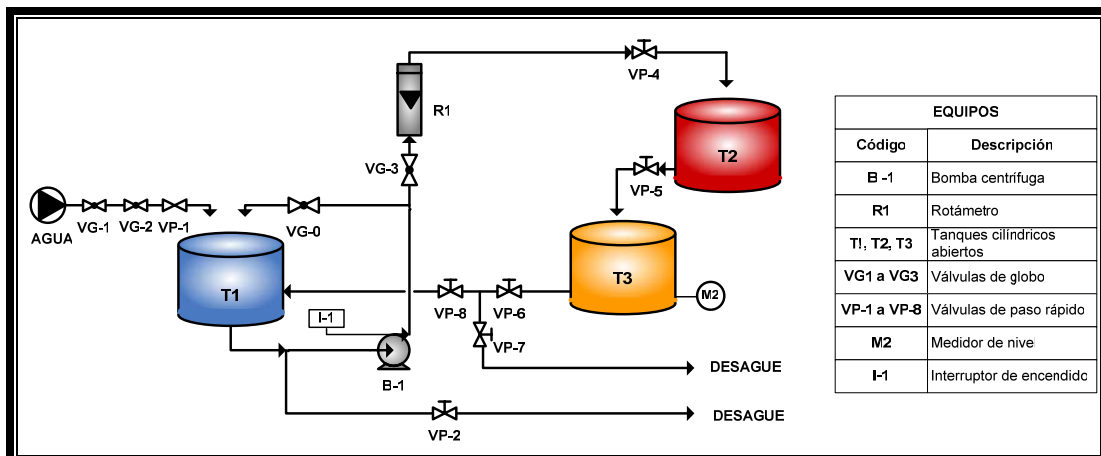 R1
VP-4
T2
VG-3
VP-5
AGUA
VG-1
VG-2
VP-1
VG-0
T1
T3
M2
I-1
VP-8
VP-6
VP-7
B-1
VP-2
DESAGUE
DESAGUE
EQUIPOS
Código Descripción
B -1 Bomba centrífuga
R1 Rotámetro
T!, T2, T3 Tanques cilíndricos
abiertos
VG1 a VG3 Válvulas de globo
VP-1 a VP-8 Válvulas de paso rápido
M2 Medidor de nivel
I-1 Interruptor de encendido